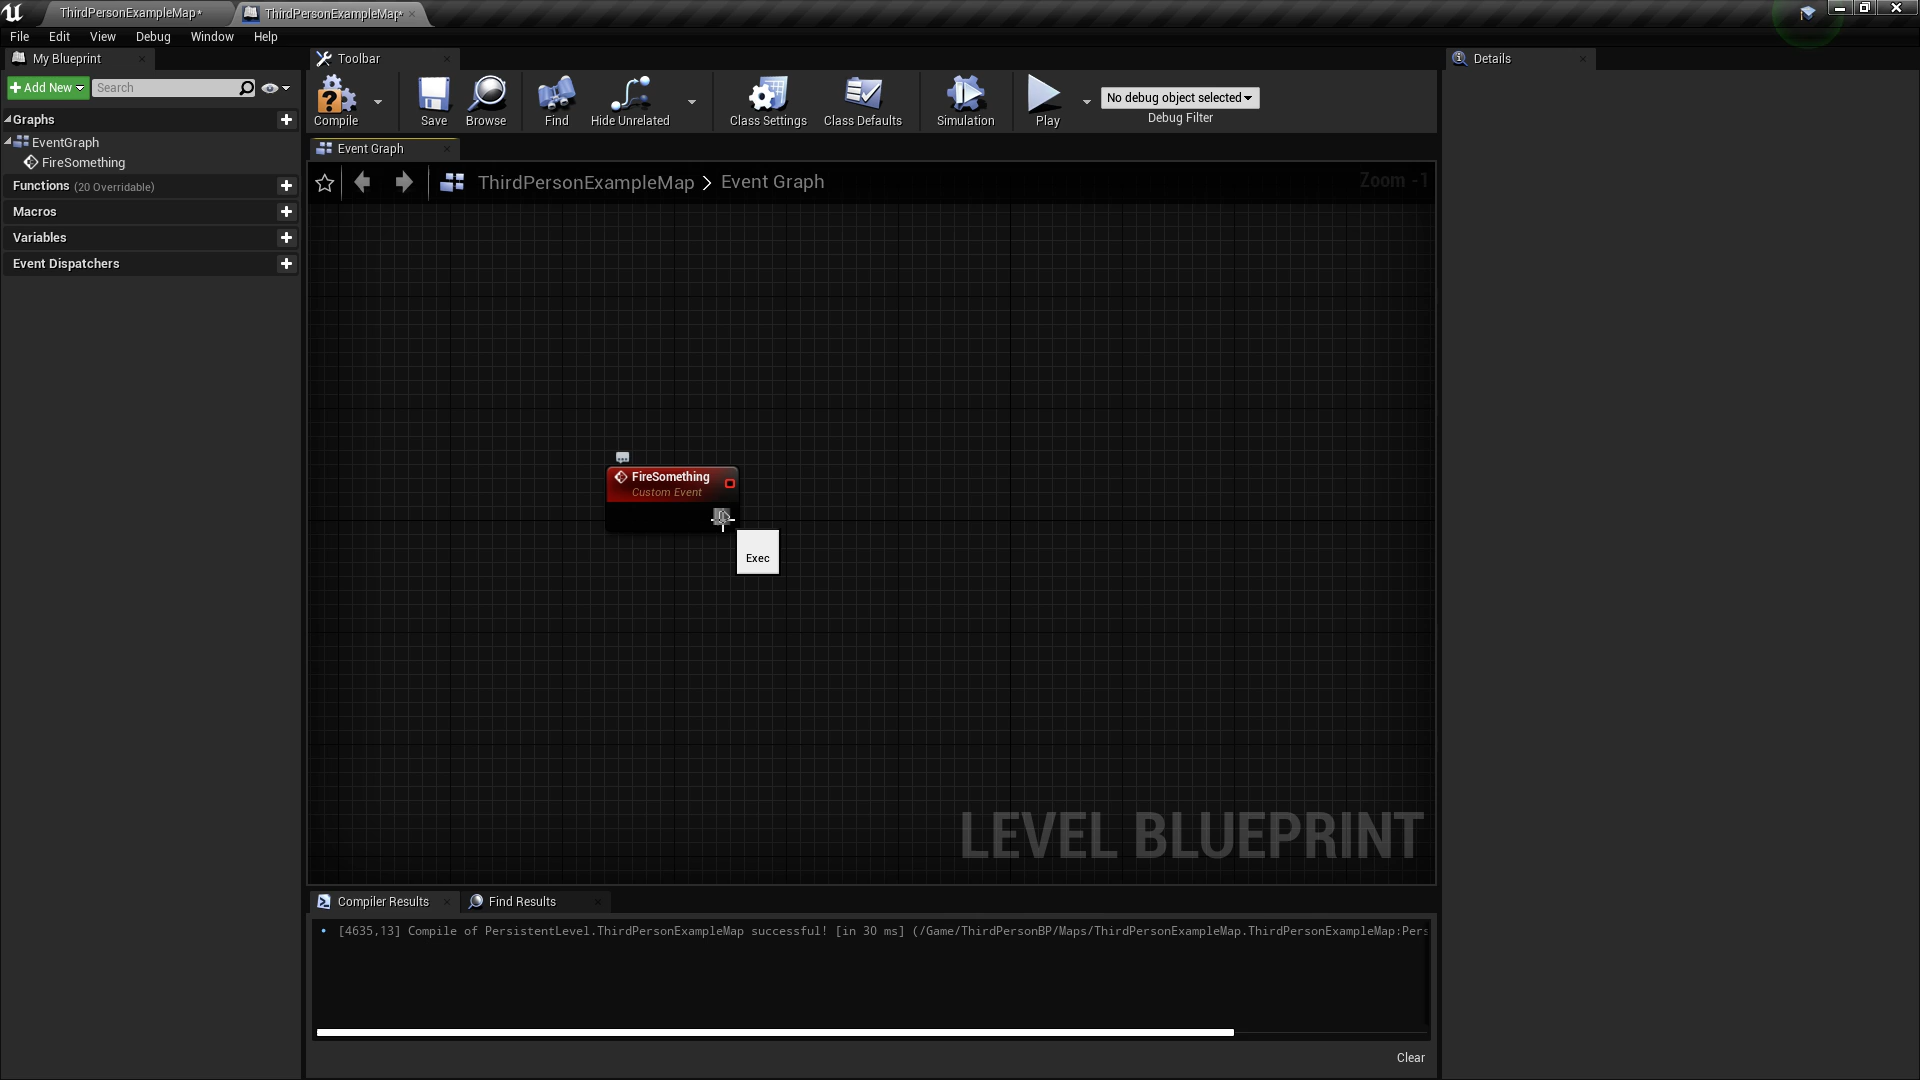 ThirdPersonExampleMap*
ThirdPersonExampleMap*
File Edit View Debug Window Help
My Blueprint
Toolbar
Details
Add New
Search
Compile
Save
Browse
Find
Hide Unrelated
Class Settings
Class Defaults
Simulation
Play
No debug object selected
Debug Filter
Graphs
EventGraph
FireSomething
Functions (20 Overridable)
Macros
Variables
Event Dispatchers
Event Graph
ThirdPersonExampleMap > Event Graph
Zoom -1
FireSomething
Custom Event
Exec
LEVEL BLUEPRINT
Compiler Results
Find Results
[4635,13] Compile of PersistentLevel.ThirdPersonExampleMap successful! [in 30 ms] (/Game/ThirdPersonBP/Maps/ThirdPersonExampleMap.ThirdPersonExampleMap:Pers
Clear